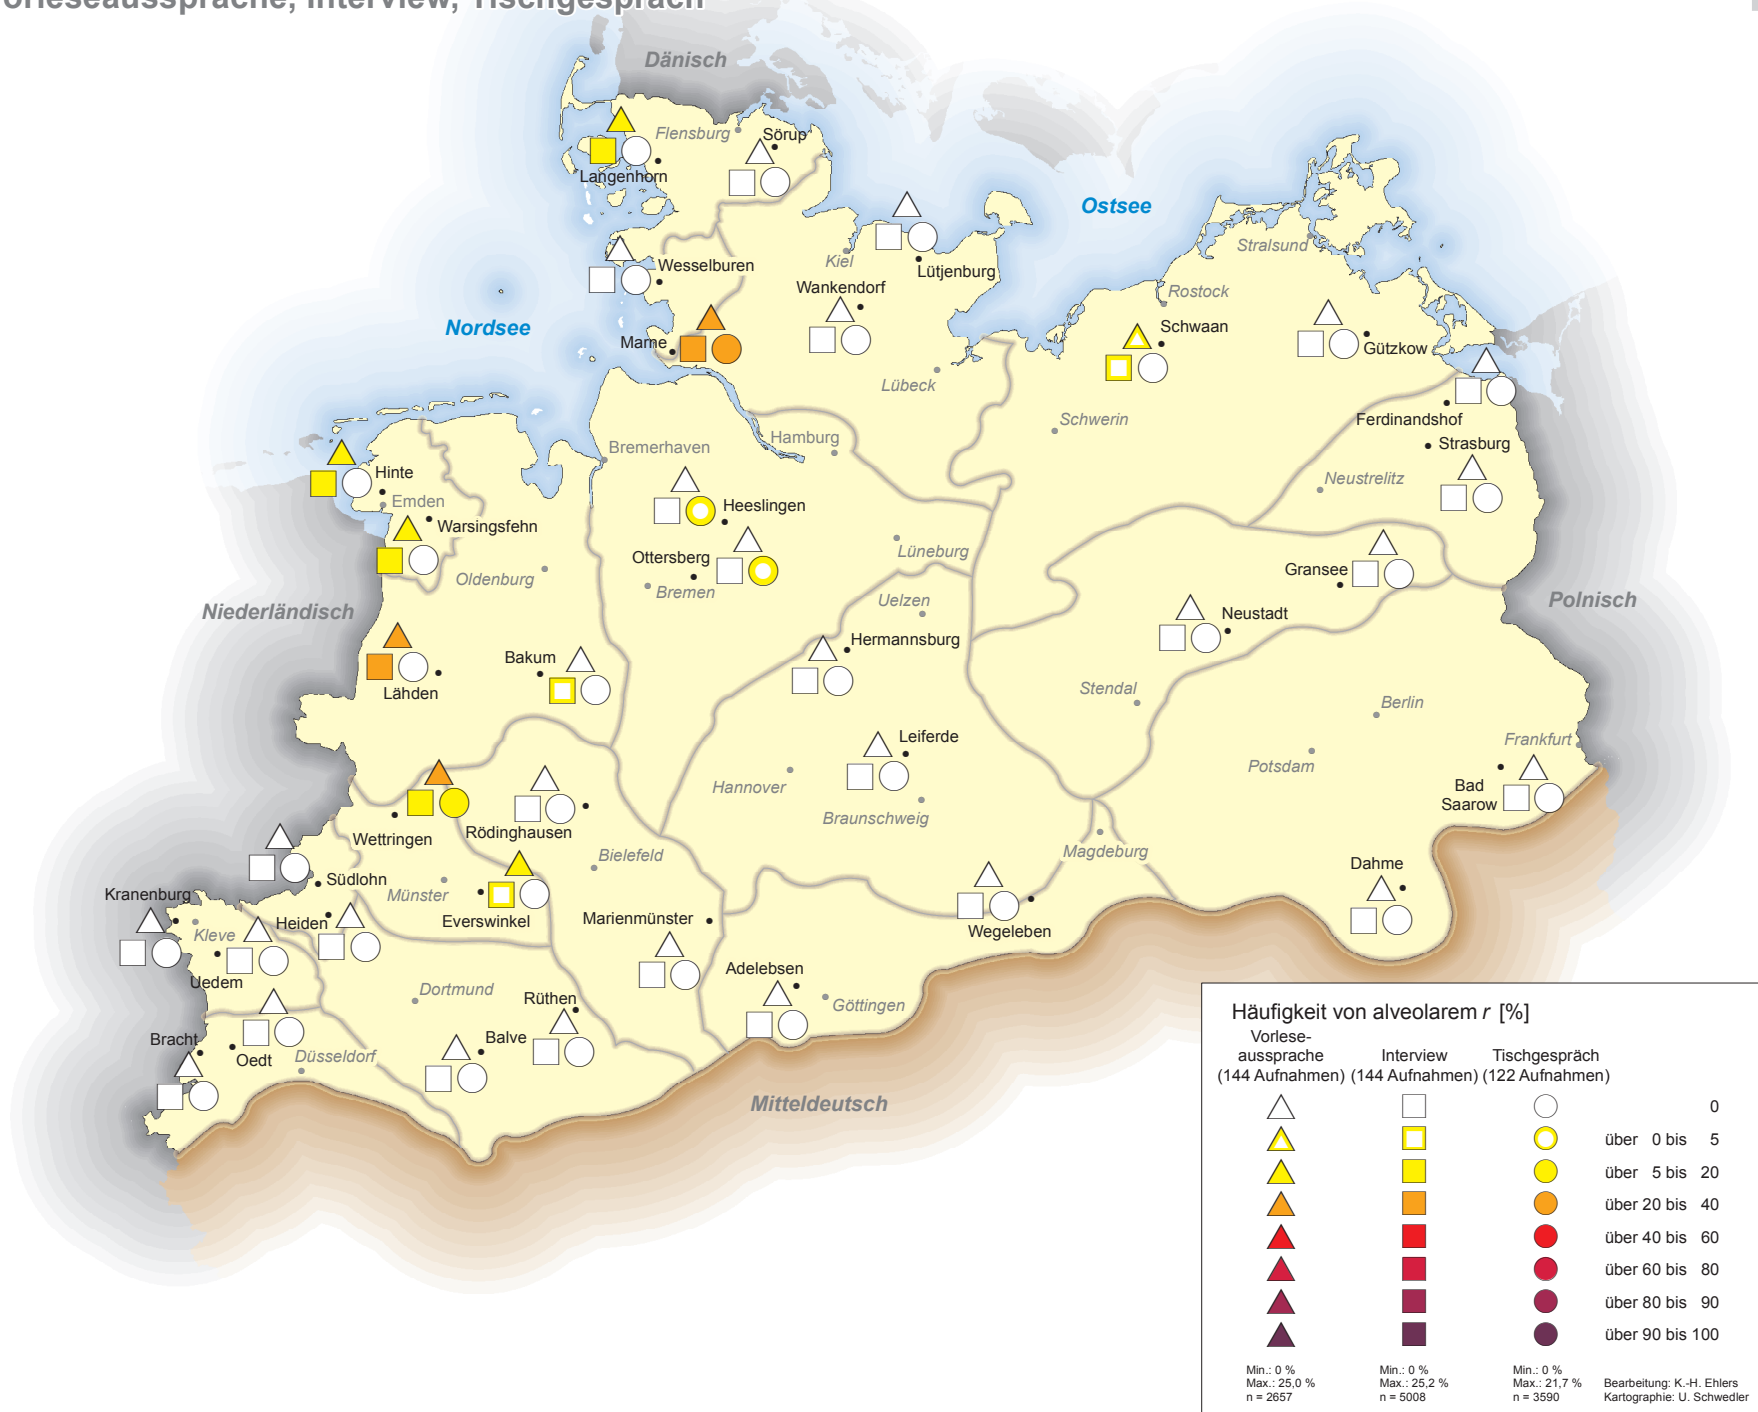 orleseaussprache, Interview, Tischgespräch
Dänisch
Flensburg
Sörup
Langenhorn
Ostsee
Stralsund
Kiel
Wesselburen
Lütjenburg
Wankendorf
Rostock
Nordsee
Schwaan
Marne
Gützkow
Lübeck
Schwerin
Ferdinandshof
Hamburg
Strasburg
Bremerhaven
Hinte
Neustrelitz
Emden
Heeslingen
Warsingsfehn
Ottersberg
Lüneburg
Oldenburg
Bremen
Gransee
Niederländisch
Uelzen
Polnisch
Neustadt
Hermannsburg
Bakum
Lähden
Stendal
Berlin
Leiferde
Frankfurt
Potsdam
Hannover
Bad
Saarow
Braunschweig
Rödinghausen
Wettringen
Magdeburg
Bielefeld
Dahme
Südlohn
Münster
Kranenburg
Heiden
Everswinkel
Marienmünster
Wegeleben
Kleve
Uedem
Adelebsen
Dortmund
Rüthen
Göttingen
Bracht
Balve
Oedt
Düsseldorf
Mitteldeutsch
Häufigkeit von alveolarem r [%]
Vorlese-
aussprache Interview Tischgespräch
(144 Aufnahmen) (144 Aufnahmen) (122 Aufnahmen)
0
über 0 bis 5
über 5 bis 20
über 20 bis 40
über 40 bis 60
über 60 bis 80
über 80 bis 90
über 90 bis 100
Min.: 0 % Min.: 0 % Min.: 0 %
Max.: 25,0 % Max.: 25,2 % Max.: 21,7 % Bearbeitung: K.-H. Ehlers
n = 2657 n = 5008 n = 3590 Kartographie: U. Schwedler